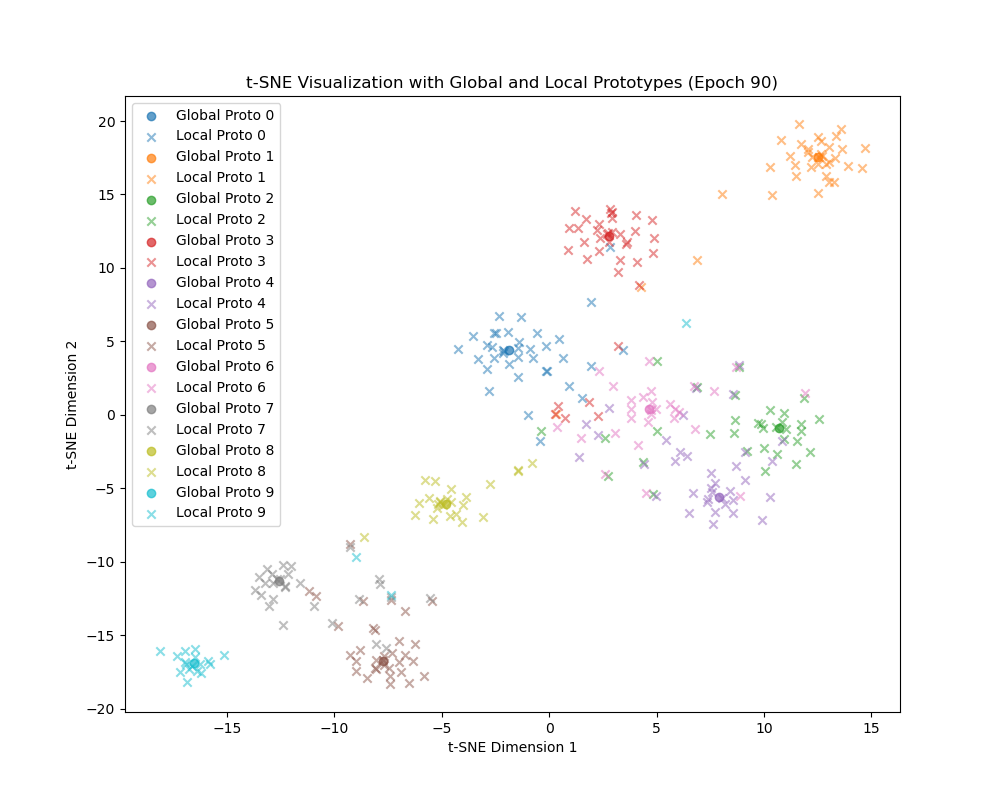 t-SNE Visualization with Global and Local Prototypes (Epoch 90)
Global Proto 0
Local Proto 0
Global Proto 1
Local Proto 1
Global Proto 2
Local Proto 2
Global Proto 3
Local Proto 3
Global Proto 4
Local Proto 4
Global Proto 5
Local Proto 5
Global Proto 6
Local Proto 6
Global Proto 7
Local Proto 7
Global Proto 8
Local Proto 8
Global Proto 9
Local Proto 9
t-SNE Dimension 2
20
15
10
5
0
−5
−10
−15
−20
−15 −10 −5 0 5 10 15
t-SNE Dimension 1